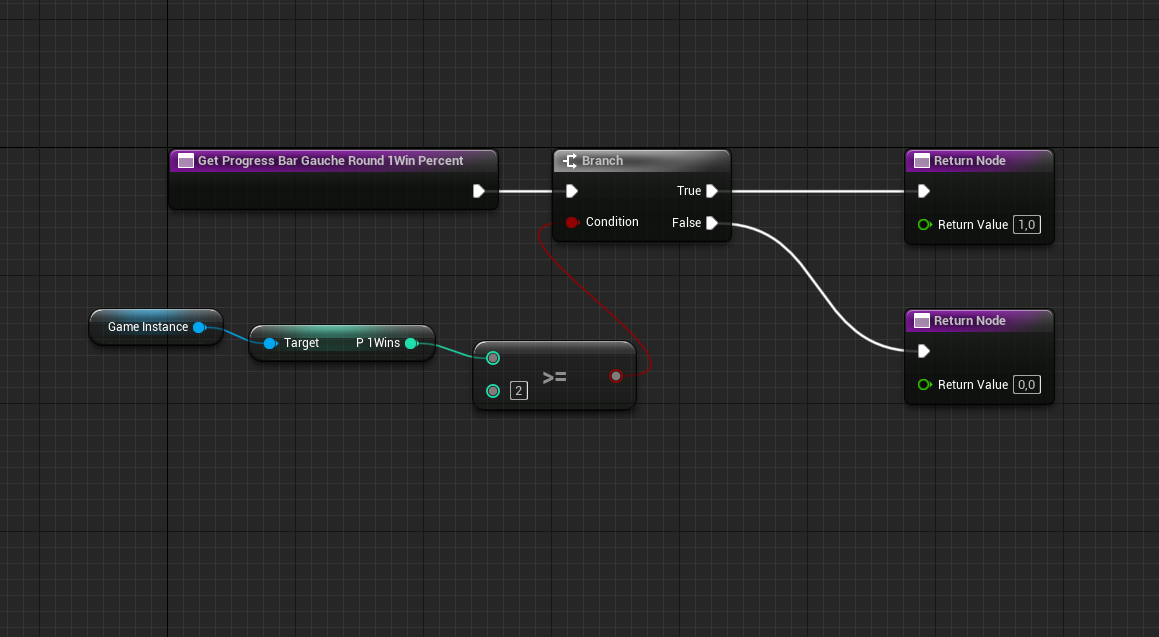 Get Progress Bar Gauche Round 1Win Percent
Branch
True
Condition
False
Return Node
Return Value 1,0
Game Instance
Target
P 1Wins
>=
2
Return Node
Return Value 0,0